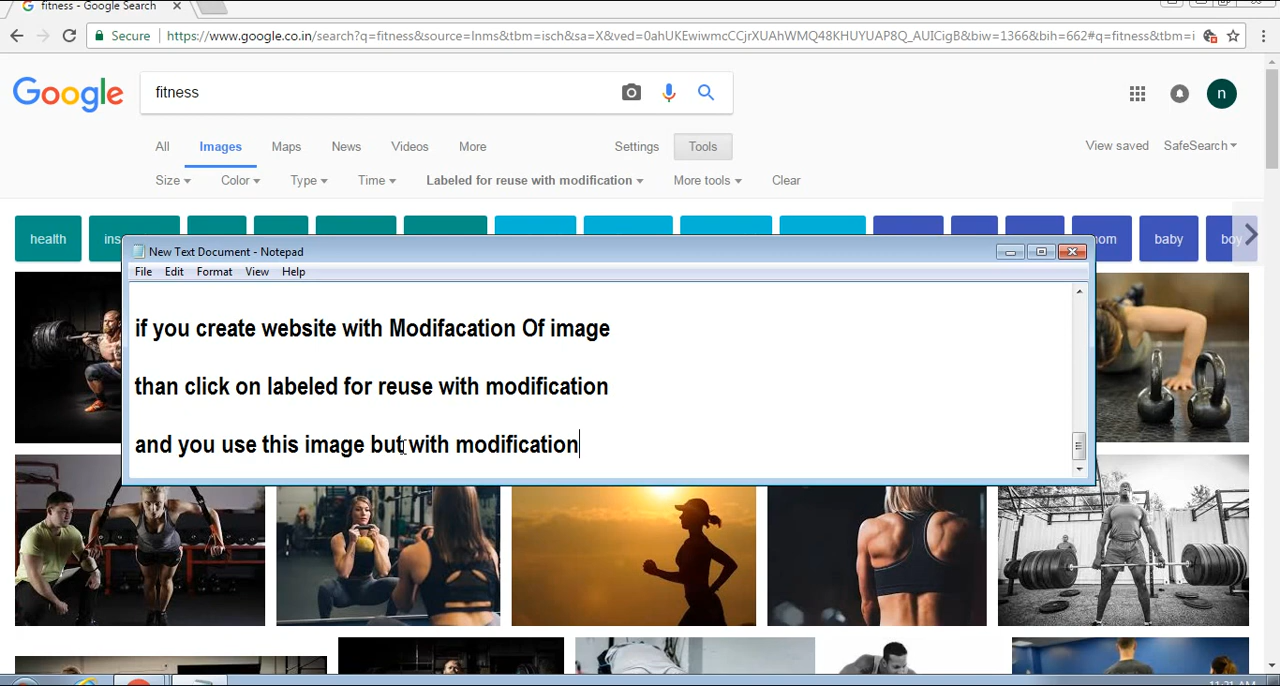 fitness - Google Search
Secure https://www.google.co.in/search?q=fitness&source=lnms&tbm=isch&sa=X&ved=0ahUKEwiwmcCCjrXUAhWMQ48KHUYUAP8Q_AUICigB&biw=1366&bih=662#q=fitness&tbm=i
Google fitness n
All Images Maps News Videos More Settings Tools View saved SafeSearch
Size Color Type Time Labeled for reuse with modification More tools Clear
health ins mom baby boy
New Text Document - Notepad
File Edit Format View Help
if you create website with Modifacation Of image
than click on labeled for reuse with modification
and you use this image but with modification